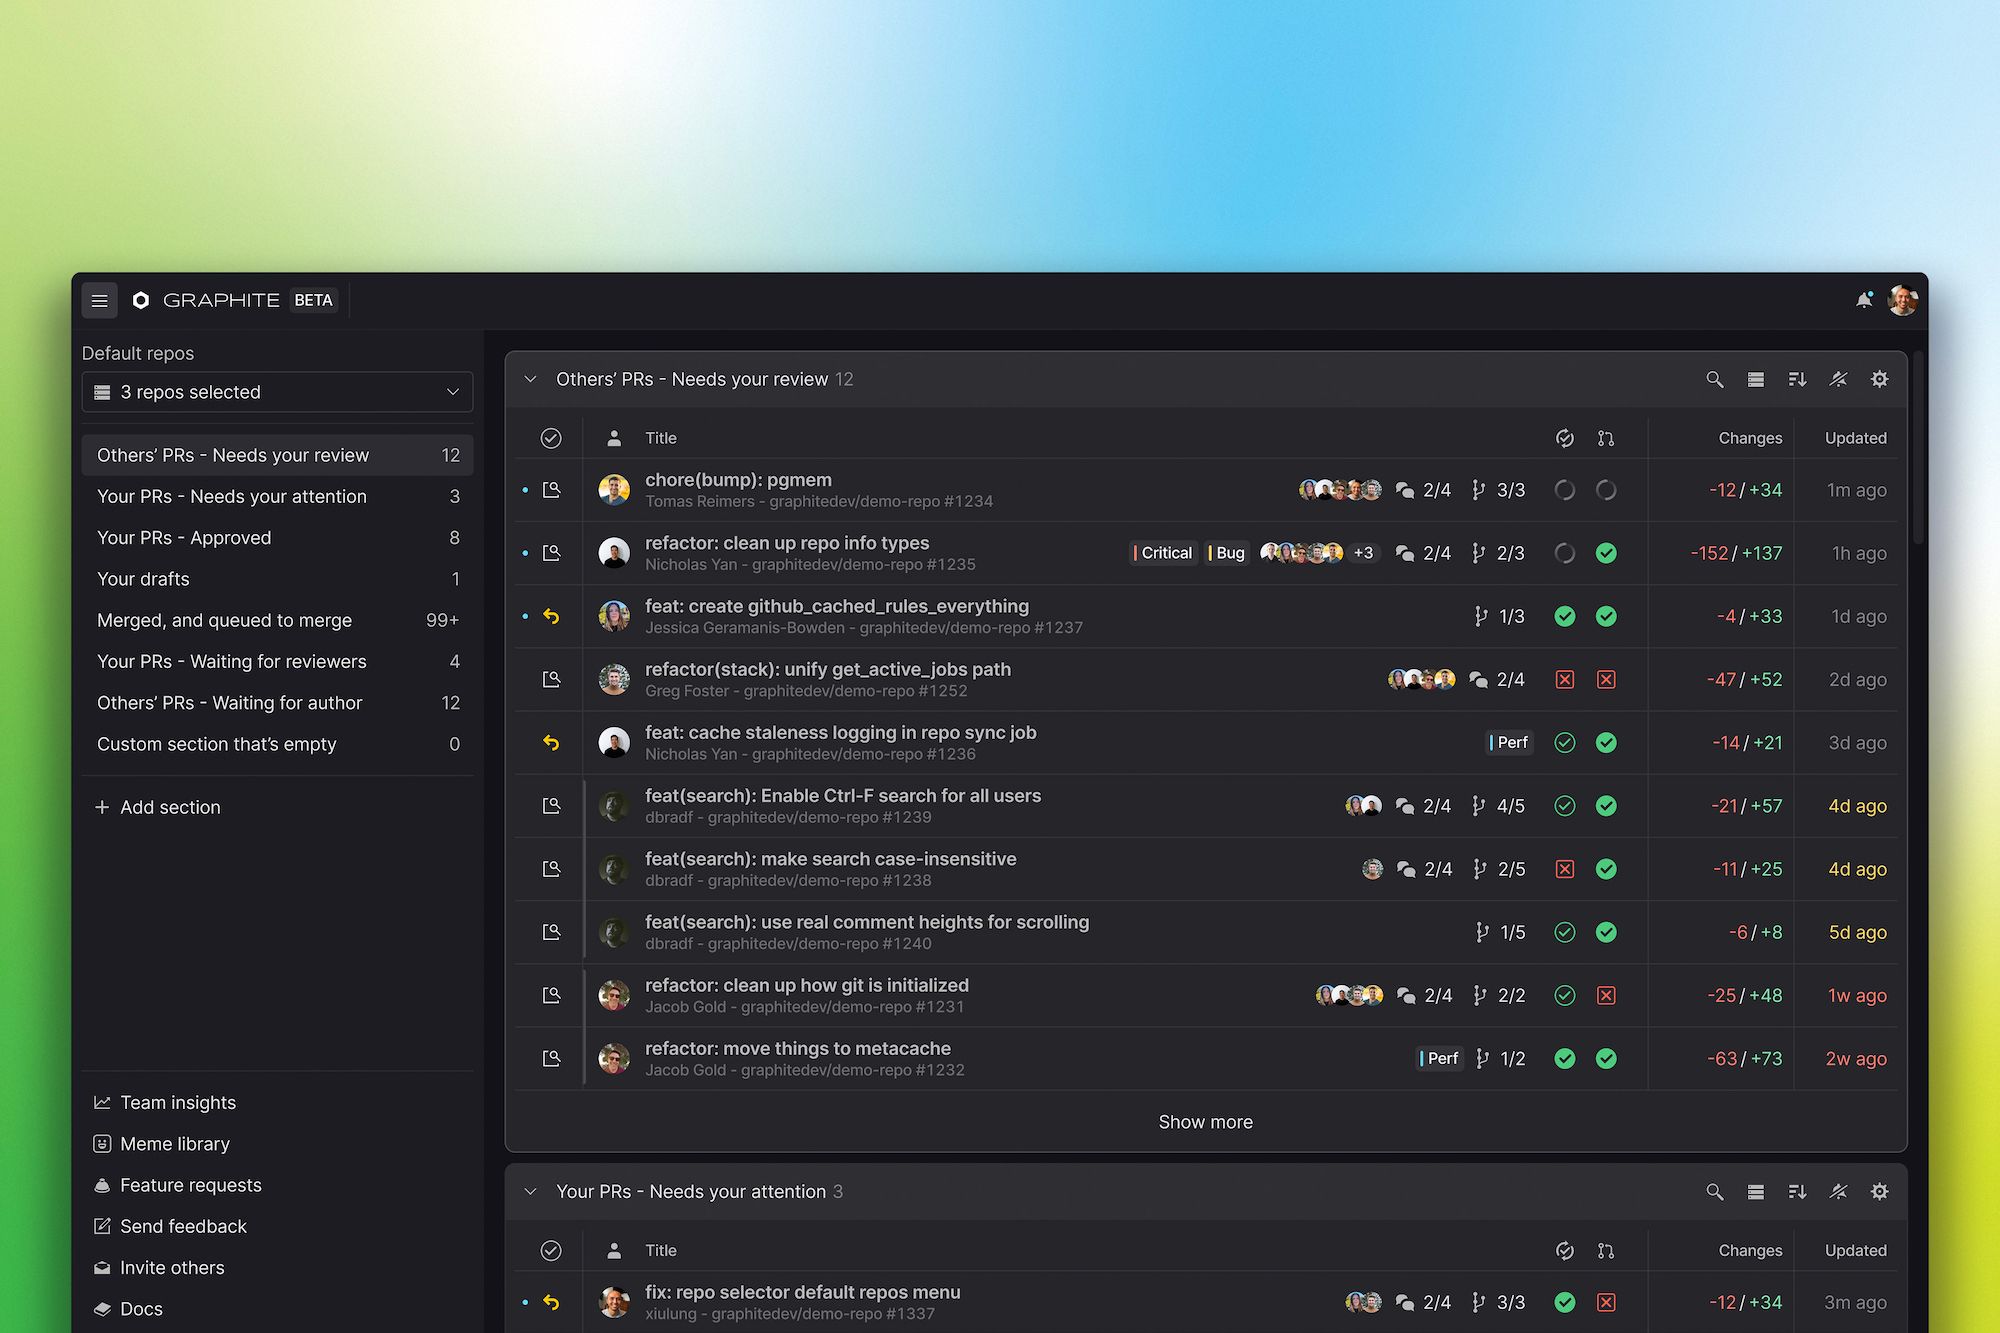 GRAPHITE BETA
Default repos
3 repos selected
Others’ PRs - Needs your review 12
Your PRs - Needs your attention 3
Your PRs - Approved 8
Your drafts 1
Merged, and queued to merge 99+
Your PRs - Waiting for reviewers 4
Others’ PRs - Waiting for author 12
Custom section that’s empty 0
+ Add section
Team insights
Meme library
Feature requests
Send feedback
Invite others
Docs
Others’ PRs - Needs your review 12
Title Changes Updated
chore(bump): pgmem
Tomas Reimers - graphitedev/demo-repo #1234
2/4 3/3 -12/+34 1m ago
refactor: clean up repo info types
Nicholas Yan - graphitedev/demo-repo #1235
Critical Bug +3 2/4 2/3 -152/+137 1h ago
feat: create github_cached_rules_everything
Jessica Geramanis-Bowden - graphitedev/demo-repo #1237
1/3 -4/+33 1d ago
refactor(stack): unify get_active_jobs path
Greg Foster - graphitedev/demo-repo #1252
2/4 -47/+52 2d ago
feat: cache staleness logging in repo sync job
Nicholas Yan - graphitedev/demo-repo #1236
Perf -14/+21 3d ago
feat(search): Enable Ctrl-F search for all users
dbradf - graphitedev/demo-repo #1239
2/4 4/5 -21/+57 4d ago
feat(search): make search case-insensitive
dbradf - graphitedev/demo-repo #1238
2/4 2/5 -11/+25 4d ago
feat(search): use real comment heights for scrolling
dbradf - graphitedev/demo-repo #1240
1/5 -6/+8 5d ago
refactor: clean up how git is initialized
Jacob Gold - graphitedev/demo-repo #1231
2/4 2/2 -25/+48 1w ago
refactor: move things to metacache
Jacob Gold - graphitedev/demo-repo #1232
Perf 1/2 -63/+73 2w ago
Show more
Your PRs - Needs your attention 3
Title Changes Updated
fix: repo selector default repos menu
xiulung - graphitedev/demo-repo #1337
2/4 3/3 -12/+34 3m ago